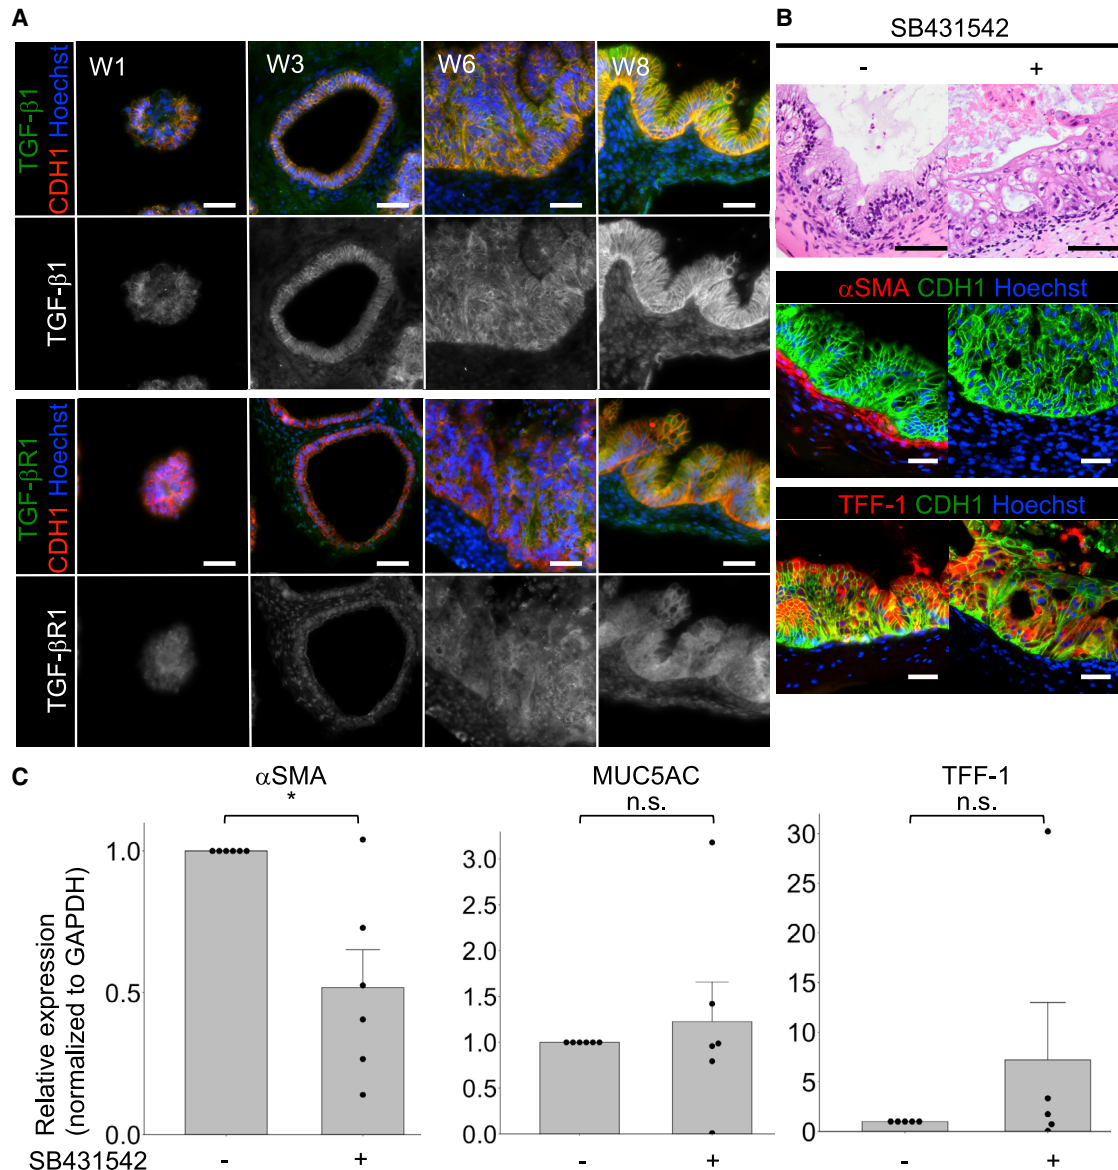 A
W1 W3 W6 W8
TGF-β1
CDH1 Hoechst
TGF-β1
TGF-βR1
CDH1 Hoechst
TGF-βR1
B
SB431542
- +
αSMA CDH1 Hoechst
TFF-1 CDH1 Hoechst
C
αSMA
*
Relative expression
(normalized to GAPDH)
1.0
0.5
0.0
SB431542 - +
MUC5AC
n.s.
3.0
2.5
2.0
1.5
1.0
0.5
0.0
- +
TFF-1
n.s.
30
25
20
15
10
5
0
- +